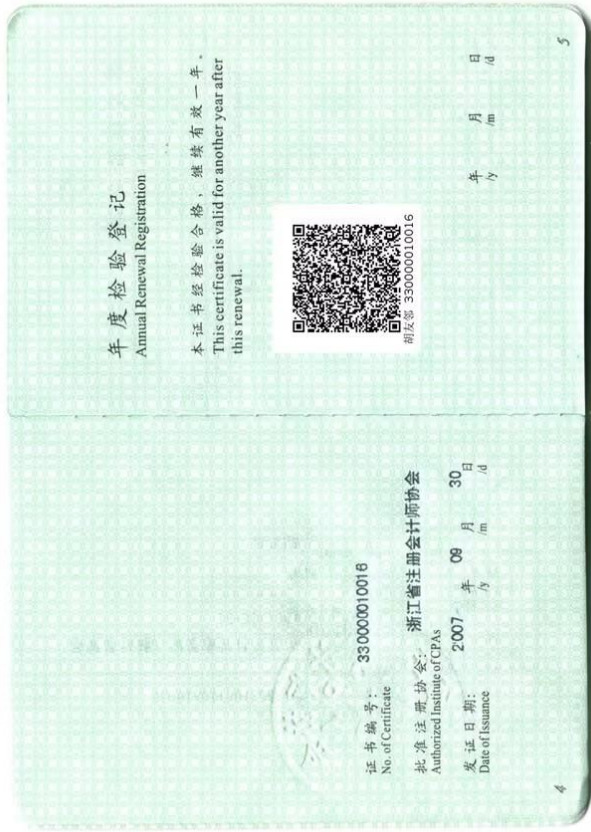 证书编号： 330000010016
No. of Certificate
批准注册协会： 浙江省注册会计师协会
Authorized Institute of CPAs
发证日期： 2007 年 09 月 30 日
Date of Issuance /y /m /d
4
年度检验登记
Annual Renewal Registration
本证书经检验合格，继续有效一年。
This certificate is valid for another year after
this renewal.
胡友邻 330000010016
年 月 日
/y /m /d
5